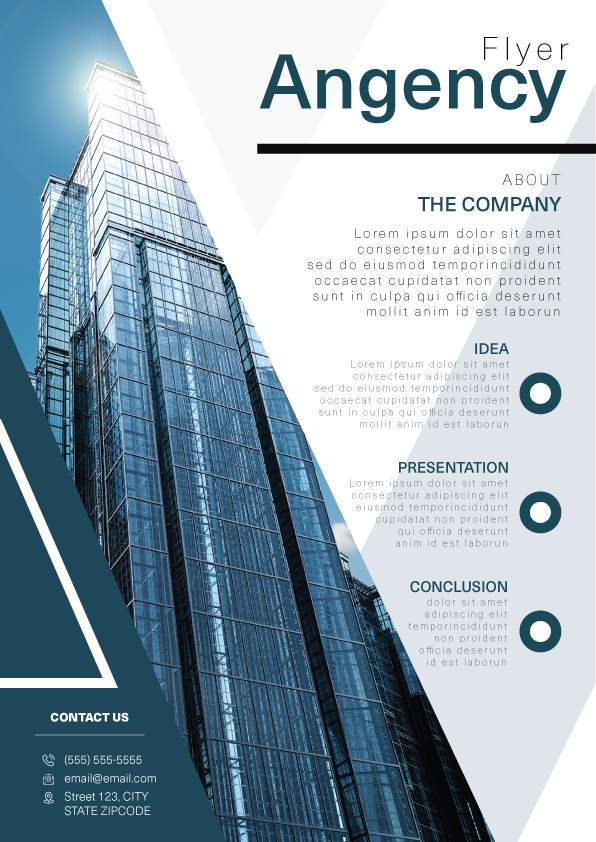 Flyer
Angency
ABOUT
THE COMPANY
Lorem ipsum dolor sit amet
consectetur adipiscing elit
sed do eiusmod temporincididunt
occaecat cupidatat non proident
sunt in culpa qui officia deserunt
mollit anim id est laborun
IDEA
Lorem ipsum dolor sit amet
consectetur adipiscing elit
sed do eiusmod temporincididunt
occaecat cupidatat non proident
sunt in culpa qui officia deserunt
mollit anim id est laborun
PRESENTATION
Lorem ipsum dolor sit amet
consectetur adipiscing elit
eiusmod temporincididunt
cupidatat non proident
qui officia deserunt
anim id est laborun
CONCLUSION
dolor sit amet
adipiscing elit
temporincididunt
non proident
officia deserunt
id est laborun
CONTACT US
(555) 555-5555
email@email.com
Street 123, CITY
STATE ZIPCODE